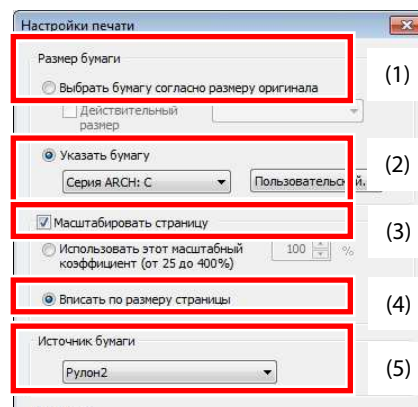 Настройки печати
Размер бумаги
(1)
Выбрать бумагу согласно размеру оригинала
Действительный
размер
Указать бумагу
(2)
Серия ARCH: C
Пользовательский..
Масштабировать страницу
(3)
Использовать этот масштабный
коэффициент (от 25 до 400%)
100 %
Вписать по размеру страницы
(4)
Источник бумаги
Рулон2
(5)